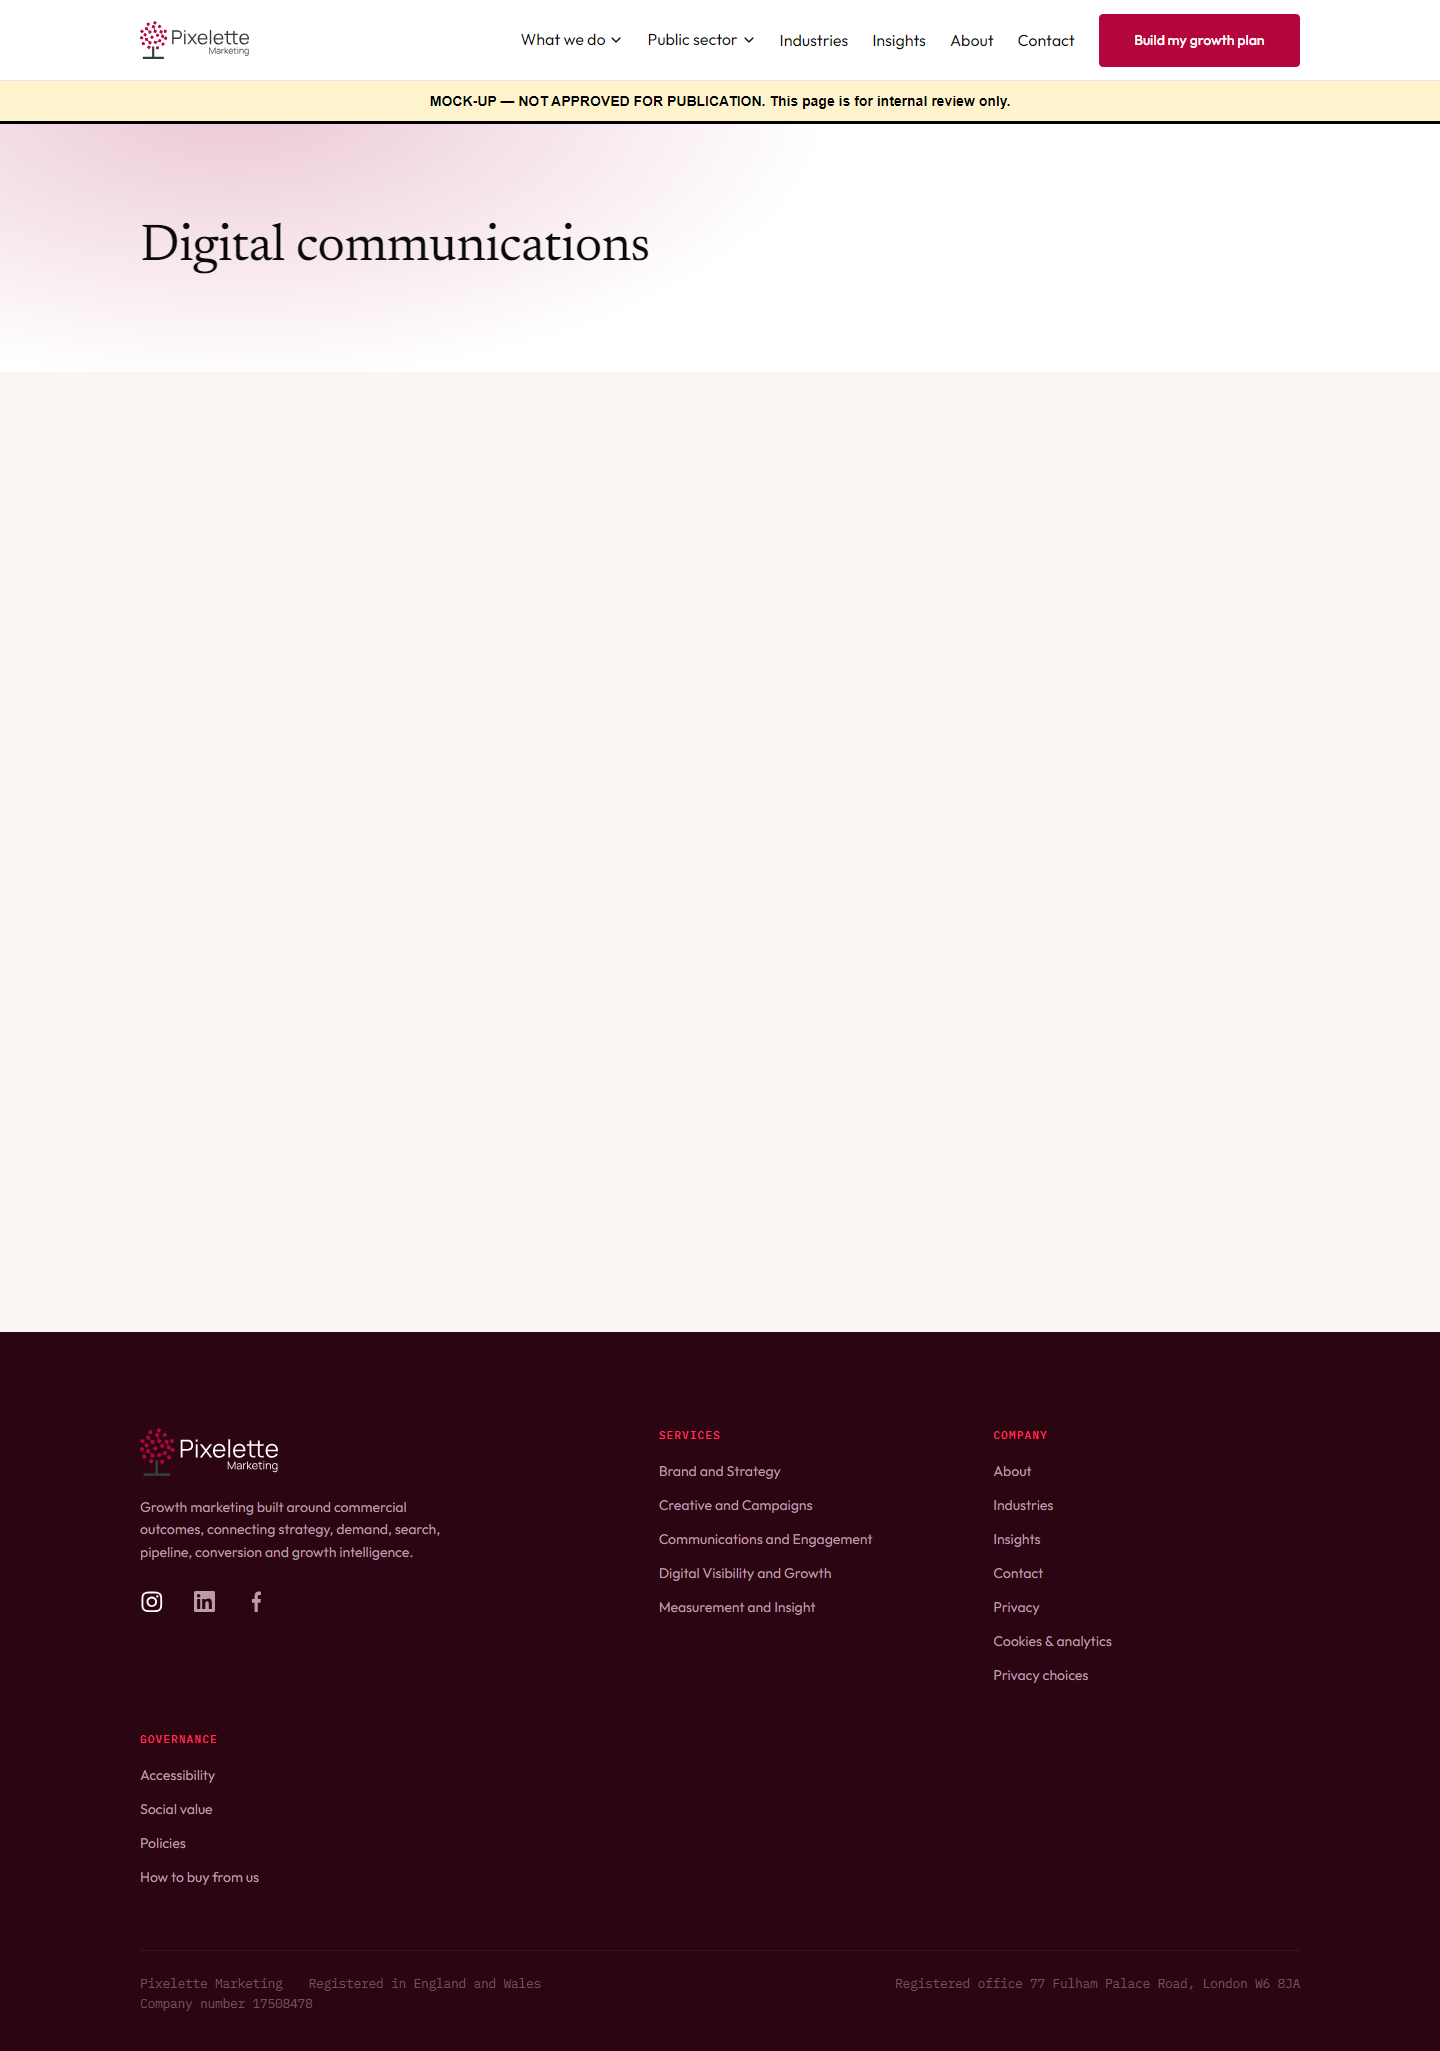 Pixelette
Marketing
What we do
Public sector
Industries
Insights
About
Contact
Build my growth plan
MOCK-UP — NOT APPROVED FOR PUBLICATION. This page is for internal review only.
Digital communications
Pixelette
Marketing
Growth marketing built around commercial
outcomes, connecting strategy, demand, search,
pipeline, conversion and growth intelligence.
SERVICES
Brand and Strategy
Creative and Campaigns
Communications and Engagement
Digital Visibility and Growth
Measurement and Insight
COMPANY
About
Industries
Insights
Contact
Privacy
Cookies & analytics
Privacy choices
GOVERNANCE
Accessibility
Social value
Policies
How to buy from us
Pixelette Marketing Registered in England and Wales
Company number 17508478
Registered office 77 Fulham Palace Road, London W6 8JA